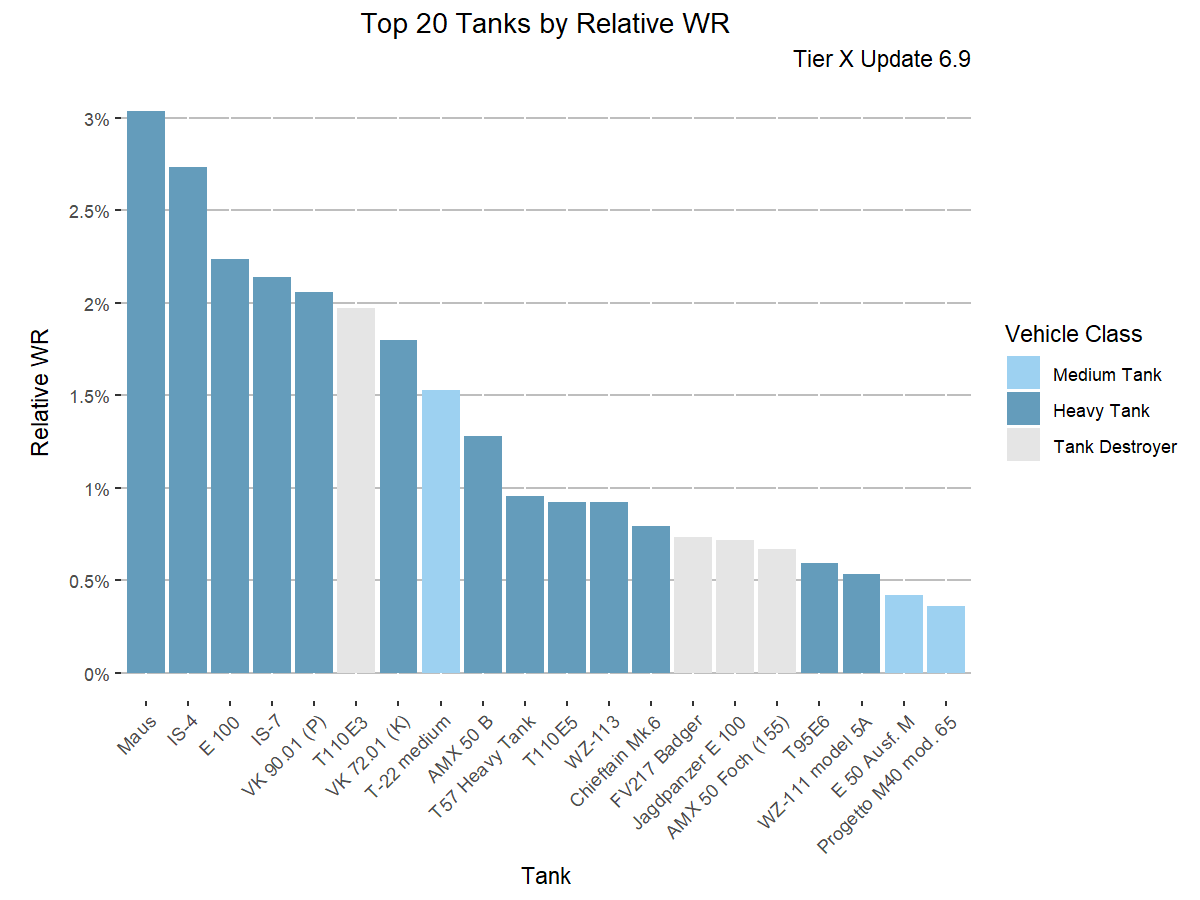 Top 20 Tanks by Relative WR
Tier X Update 6.9
Relative WR
3%
2.5%
2%
1.5%
1%
0.5%
0%
Maus
IS-4
E 100
IS-7
VK 90.01 (P)
T110E3
VK 72.01 (K)
T-22 medium
AMX 50 B
T57 Heavy Tank
T110E5
WZ-113
Chieftain Mk.6
FV217 Badger
Jagdpanzer E 100
AMX 50 Foch (155)
T95E6
WZ-111 model 5A
E 50 Ausf. M
Progetto M40 mod. 65
Tank
Vehicle Class
Medium Tank
Heavy Tank
Tank Destroyer